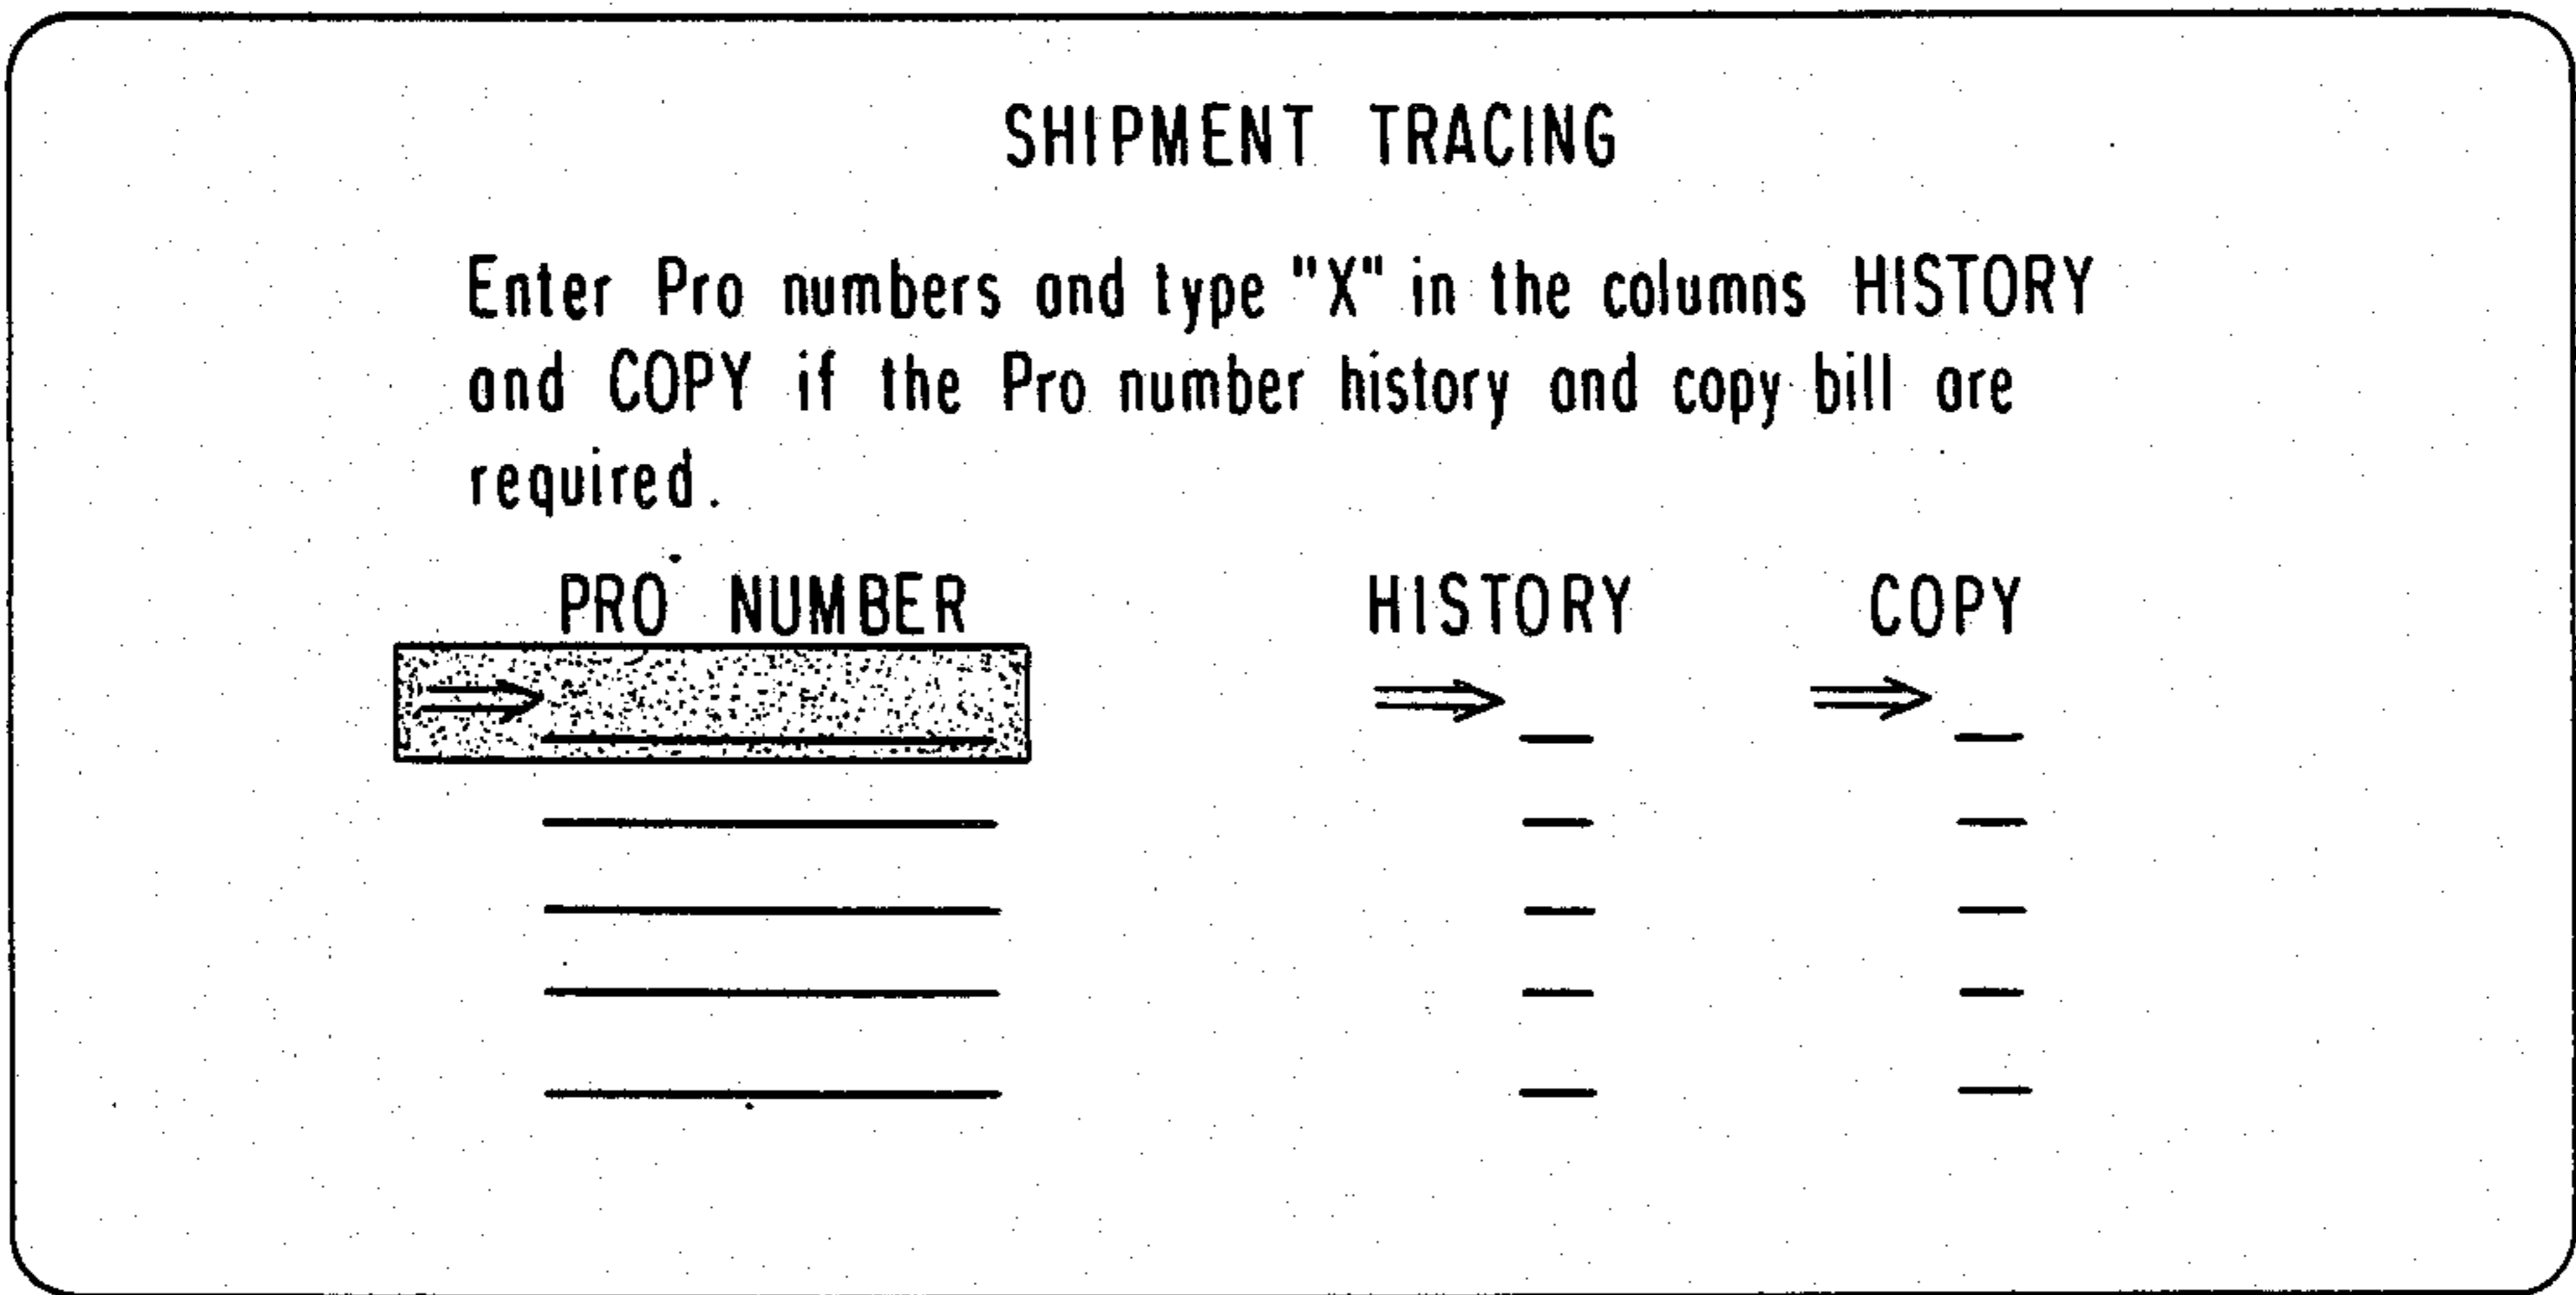 SHIPMENT TRACING
Enter Pro numbers and type "X" in the columns HISTORY
and COPY if the Pro number history and copy bill are
required.
PRO NUMBER HISTORY COPY